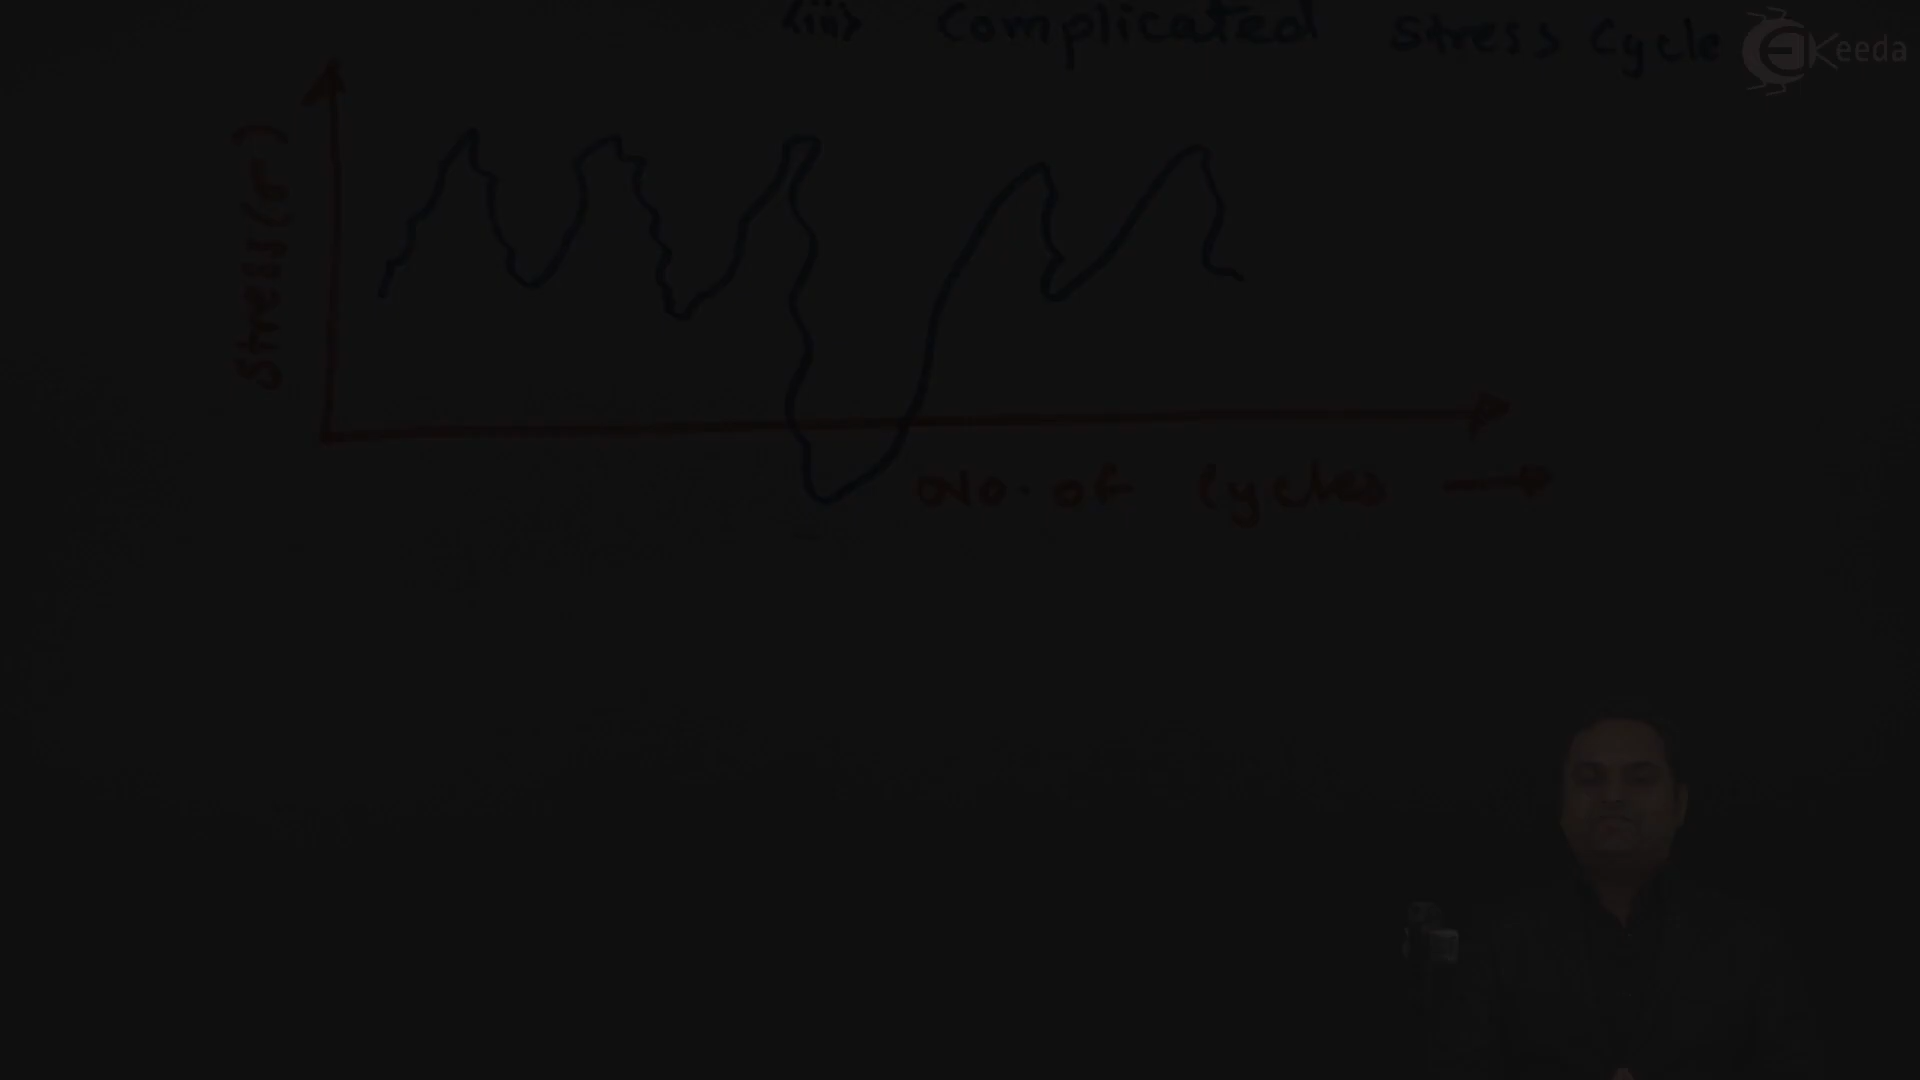 <iii> Complicated Stress Cycle
EKeeda
Stress(σ)
No. of Cycles →